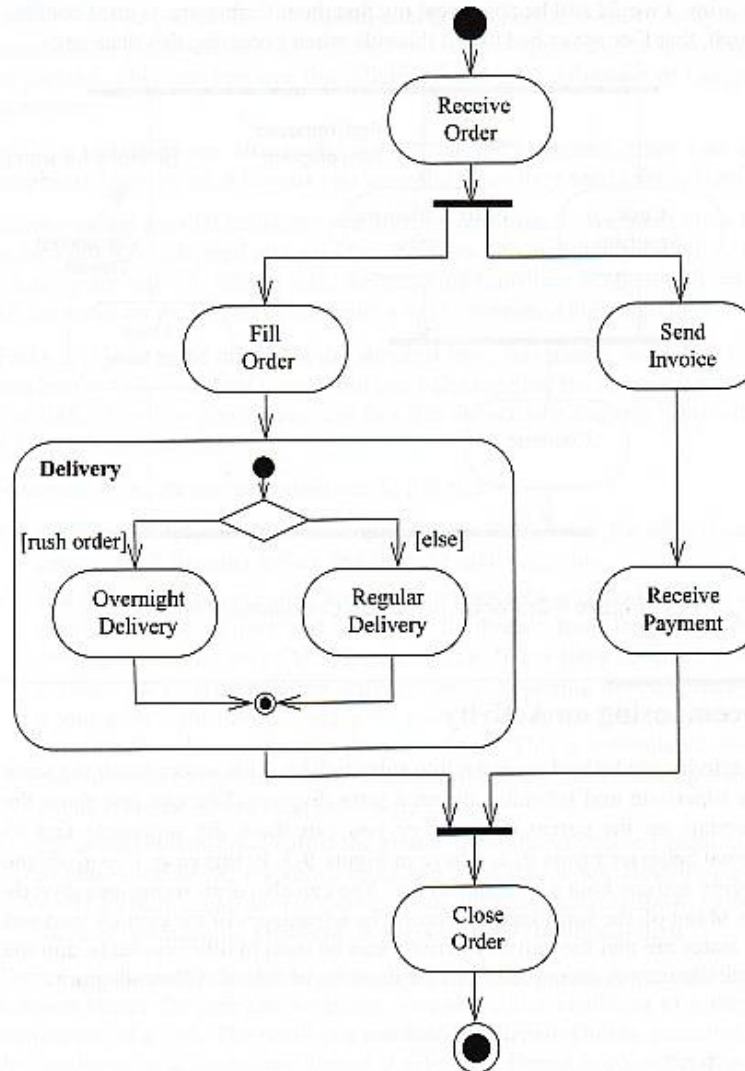 Receive
Order
Fill
Order
Send
Invoice
Delivery
[rush order]
[else]
Overnight
Delivery
Regular
Delivery
Receive
Payment
Close
Order